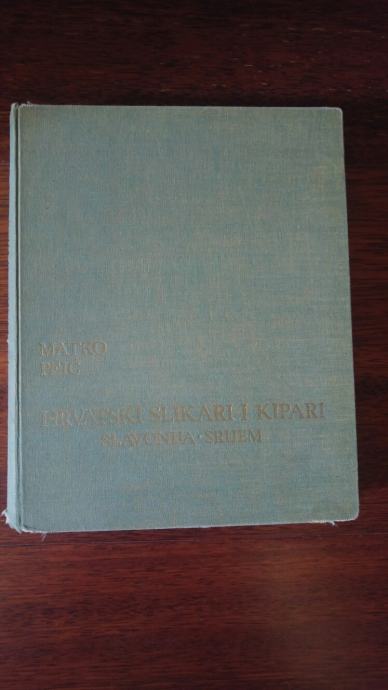 MATKO
PEIĆ
HRVATSKI SLIKARI I KIPARI
SLAVONIJA · SRIJEM